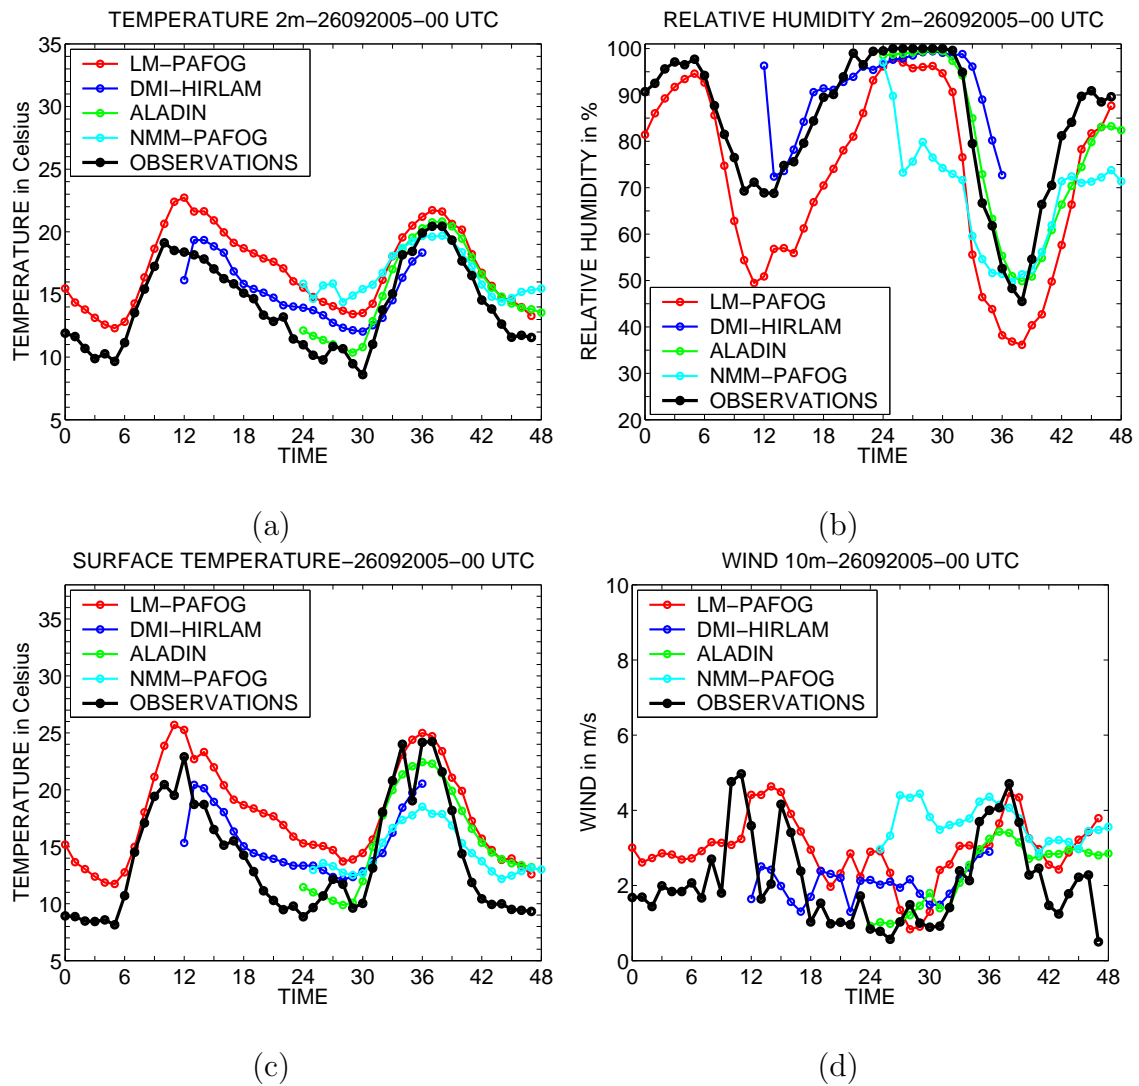 TEMPERATURE 2m−26092005−00 UTC
35
30
25
20
15
10
5
TEMPERATURE in Celsius
LM−PAFOG
DMI−HIRLAM
ALADIN
NMM−PAFOG
OBSERVATIONS
0 6 12 18 24 30 36 42 48
TIME
(a)
RELATIVE HUMIDITY 2m−26092005−00 UTC
100
90
80
70
60
50
40
30
20
RELATIVE HUMIDITY in %
LM−PAFOG
DMI−HIRLAM
ALADIN
NMM−PAFOG
OBSERVATIONS
0 6 12 18 24 30 36 42 48
TIME
(b)
SURFACE TEMPERATURE−26092005−00 UTC
35
30
25
20
15
10
5
TEMPERATURE in Celsius
LM−PAFOG
DMI−HIRLAM
ALADIN
NMM−PAFOG
OBSERVATIONS
0 6 12 18 24 30 36 42 48
TIME
(c)
WIND 10m−26092005−00 UTC
10
8
6
4
2
0
WIND in m/s
LM−PAFOG
DMI−HIRLAM
ALADIN
NMM−PAFOG
OBSERVATIONS
0 6 12 18 24 30 36 42 48
TIME
(d)